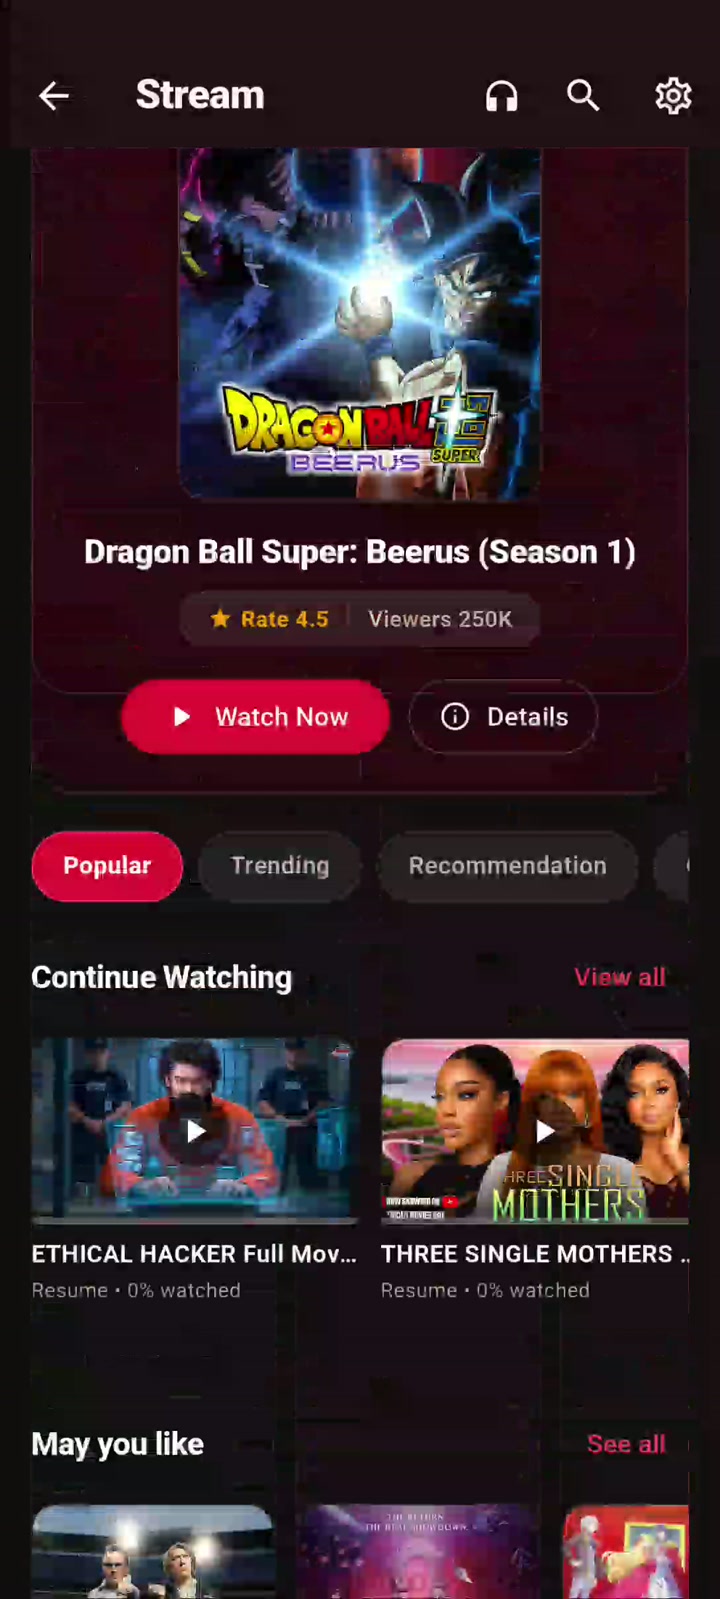 Stream
DRAGON BALL
SUPER
BEERUS
Dragon Ball Super: Beerus (Season 1)
Rate 4.5
Viewers 250K
Watch Now
Details
Popular
Trending
Recommendation
Continue Watching
View all
THREE SINGLE
MOTHERS
ETHICAL HACKER Full Mov...
THREE SINGLE MOTHERS ..
Resume • 0% watched
Resume • 0% watched
May you like
See all
THE RETURN